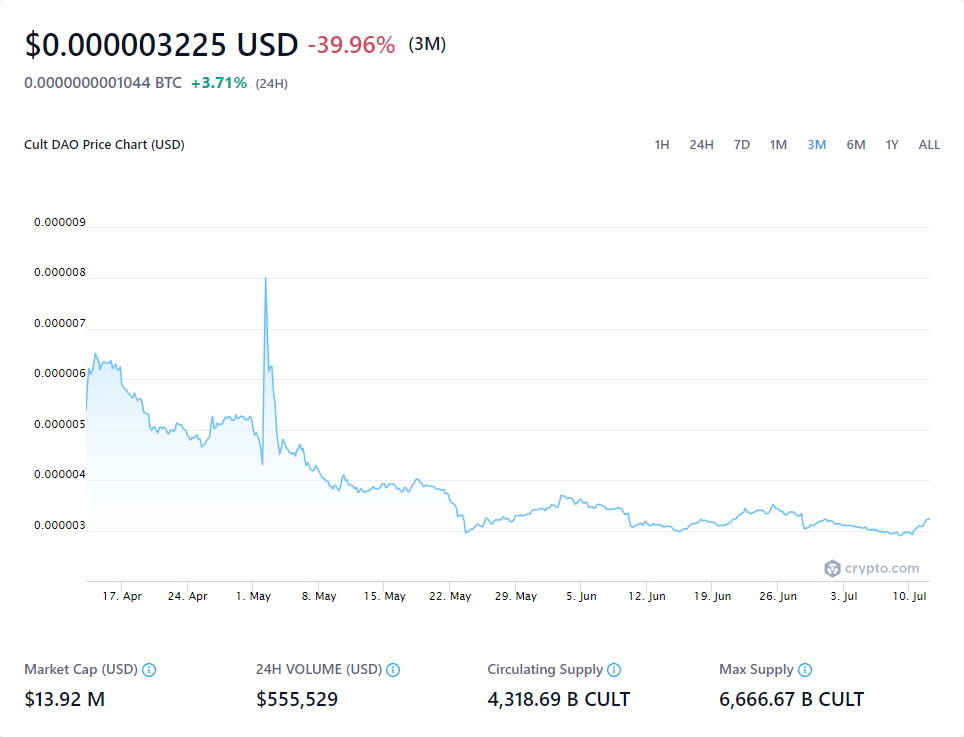 $0.000003225 USD -39.96% (3M)
0.0000000001044 BTC +3.71% (24H)
Cult DAO Price Chart (USD) 1H 24H 7D 1M 3M 6M 1Y ALL
0.000009
0.000008
0.000007
0.000006
0.000005
0.000004
0.000003
crypto.com
17. Apr 24. Apr 1. May 8. May 15. May 22. May 29. May 5. Jun 12. Jun 19. Jun 26. Jun 3. Jul 10. Jul
Market Cap (USD) 24H VOLUME (USD) Circulating Supply Max Supply
$13.92 M $555,529 4,318.69 B CULT 6,666.67 B CULT